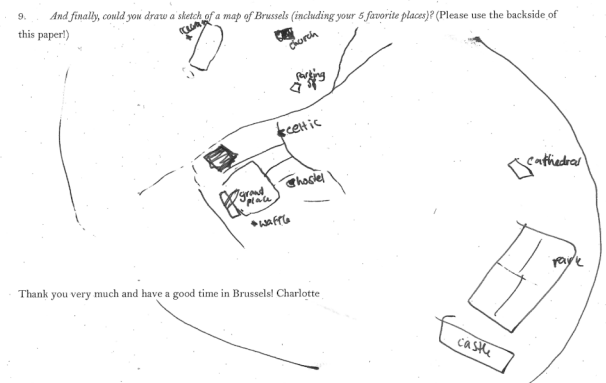 9. And finally, could you draw a sketch of a map of Brussels (including your 5 favorite places)? (Please use the backside of
this paper!)
church
parking
celtic
cathedral
hostel
grand
place
waffle
park
Thank you very much and have a good time in Brussels! Charlotte
castle